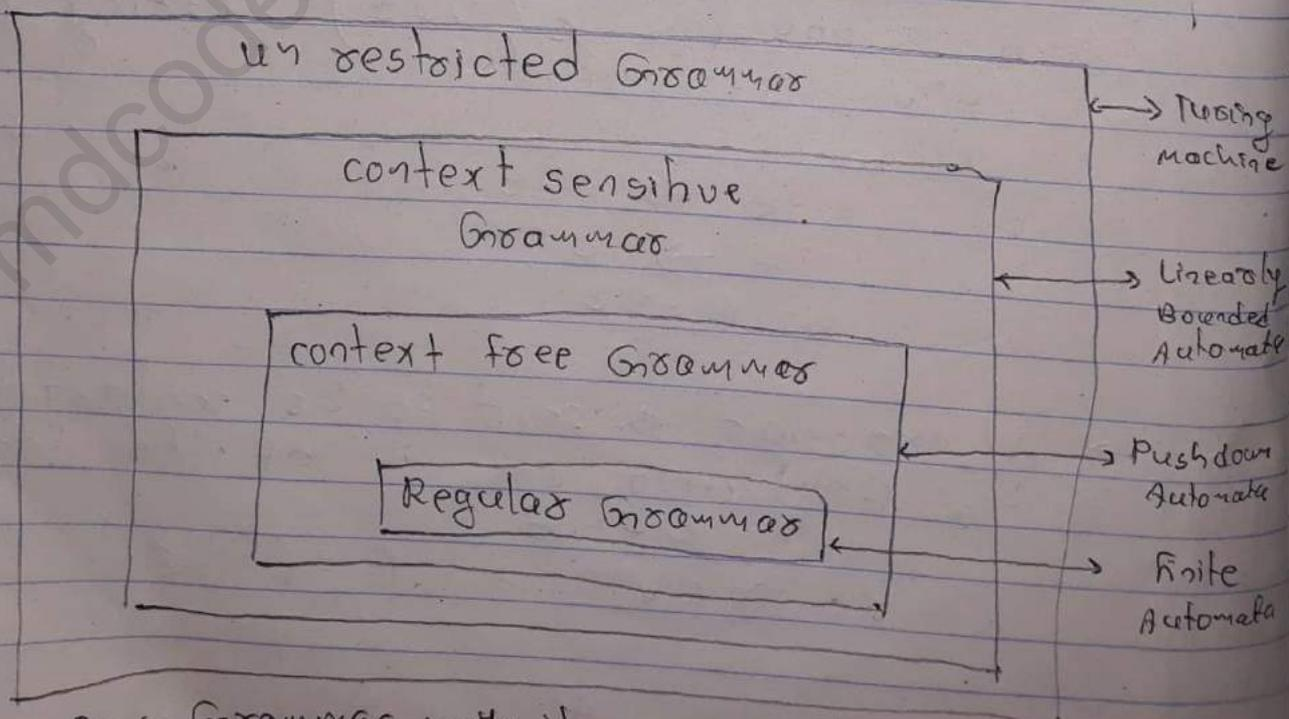 un restricted Grammar
Turing
Machine
context sensitive
Grammar
Linearly
Bounded
Automata
context free Grammar
Pushdown
Automata
Regular Grammar
Finite
Automata
Grammar